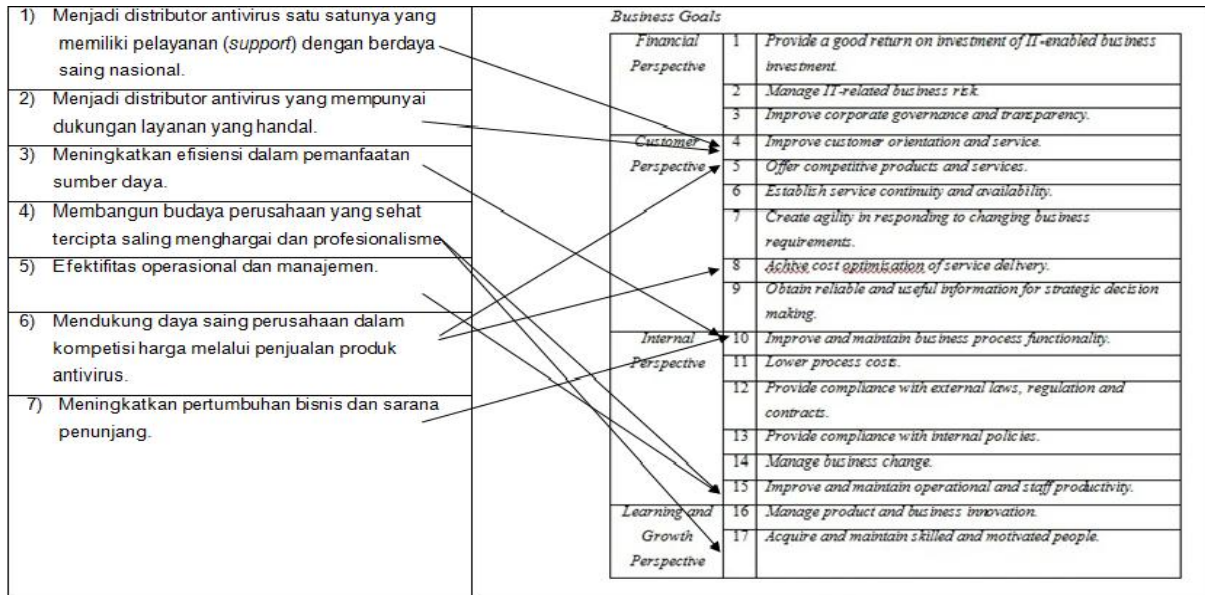 1) Menjadi distributor antivirus satu satunya yang
memiliki pelayanan (support) dengan berdaya
saing nasional.
2) Menjadi distributor antivirus yang mempunyai
dukungan layanan yang handal.
3) Meningkatkan efisiensi dalam pemanfaatan
sumber daya.
4) Membangun budaya perusahaan yang sehat
tercipta saling menghargai dan profesionalisme
5) Efektifitas operasional dan manajemen.
6) Mendukung daya saing perusahaan dalam
kompetisi harga melalui penjualan produk
antivirus.
7) Meningkatkan pertumbuhan bisnis dan sarana
penunjang.
Business Goals
Financial
Perspective
1 Provide a good return on investment of IT-enabled business
investment.
2 Manage IT-related business risk
3 Improve corporate governance and transparency.
Customer
Perspective
4 Improve customer orientation and service.
5 Offer competitive products and services.
6 Establish service continuity and availability.
7 Create agility in responding to changing business
requirements.
8 Achive cost optimisation of service delivery.
9 Obtain reliable and useful information for strategic decision
making.
Internal
Perspective
10 Improve and maintain business process functionality.
11 Lower process costs.
12 Provide compliance with external laws, regulation and
contracts.
13 Provide compliance with internal policies.
14 Manage business change.
15 Improve and maintain operational and staff productivity.
Learning and
Growth
Perspective
16 Manage product and business innovation.
17 Acquire and maintain skilled and motivated people.